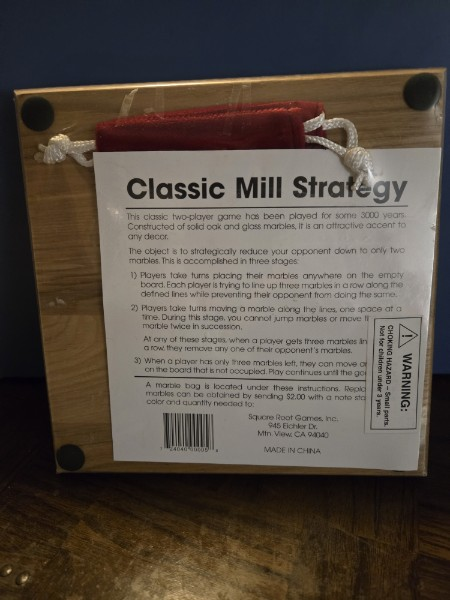 Classic Mill Strategy
This classic two-player game has been played for some 3000 years.
Constructed of solid oak and glass marbles, it is an attractive accent to
any decor.
The object is to strategically reduce your opponent down to only two
marbles. This is accomplished in three stages:
1) Players take turns placing their marbles anywhere on the empty
board. Each player is trying to line up three marbles in a row along the
defined lines while preventing their opponent from doing the same.
2) Players take turns moving a marble along the lines, one space at a
time. During this stage, you cannot jump marbles or move
marble twice in succession.
At any of these stages, when a player gets three marbles
a row, they remove any one of their opponent's marbles.
3) When a player has only three marbles left, they can move
on the board that is not occupied. Play continues until the
A marble bag is located under these instructions.
marbles can be obtained by sending $2.00 with a note
color and quantity needed to:
Square Root Games, Inc.
945 Eichler Dr.
Mtn. View, CA 94040
MADE IN CHINA
WARNING:
CHOKING HAZARD – Small parts.
Not for children under 3 years.